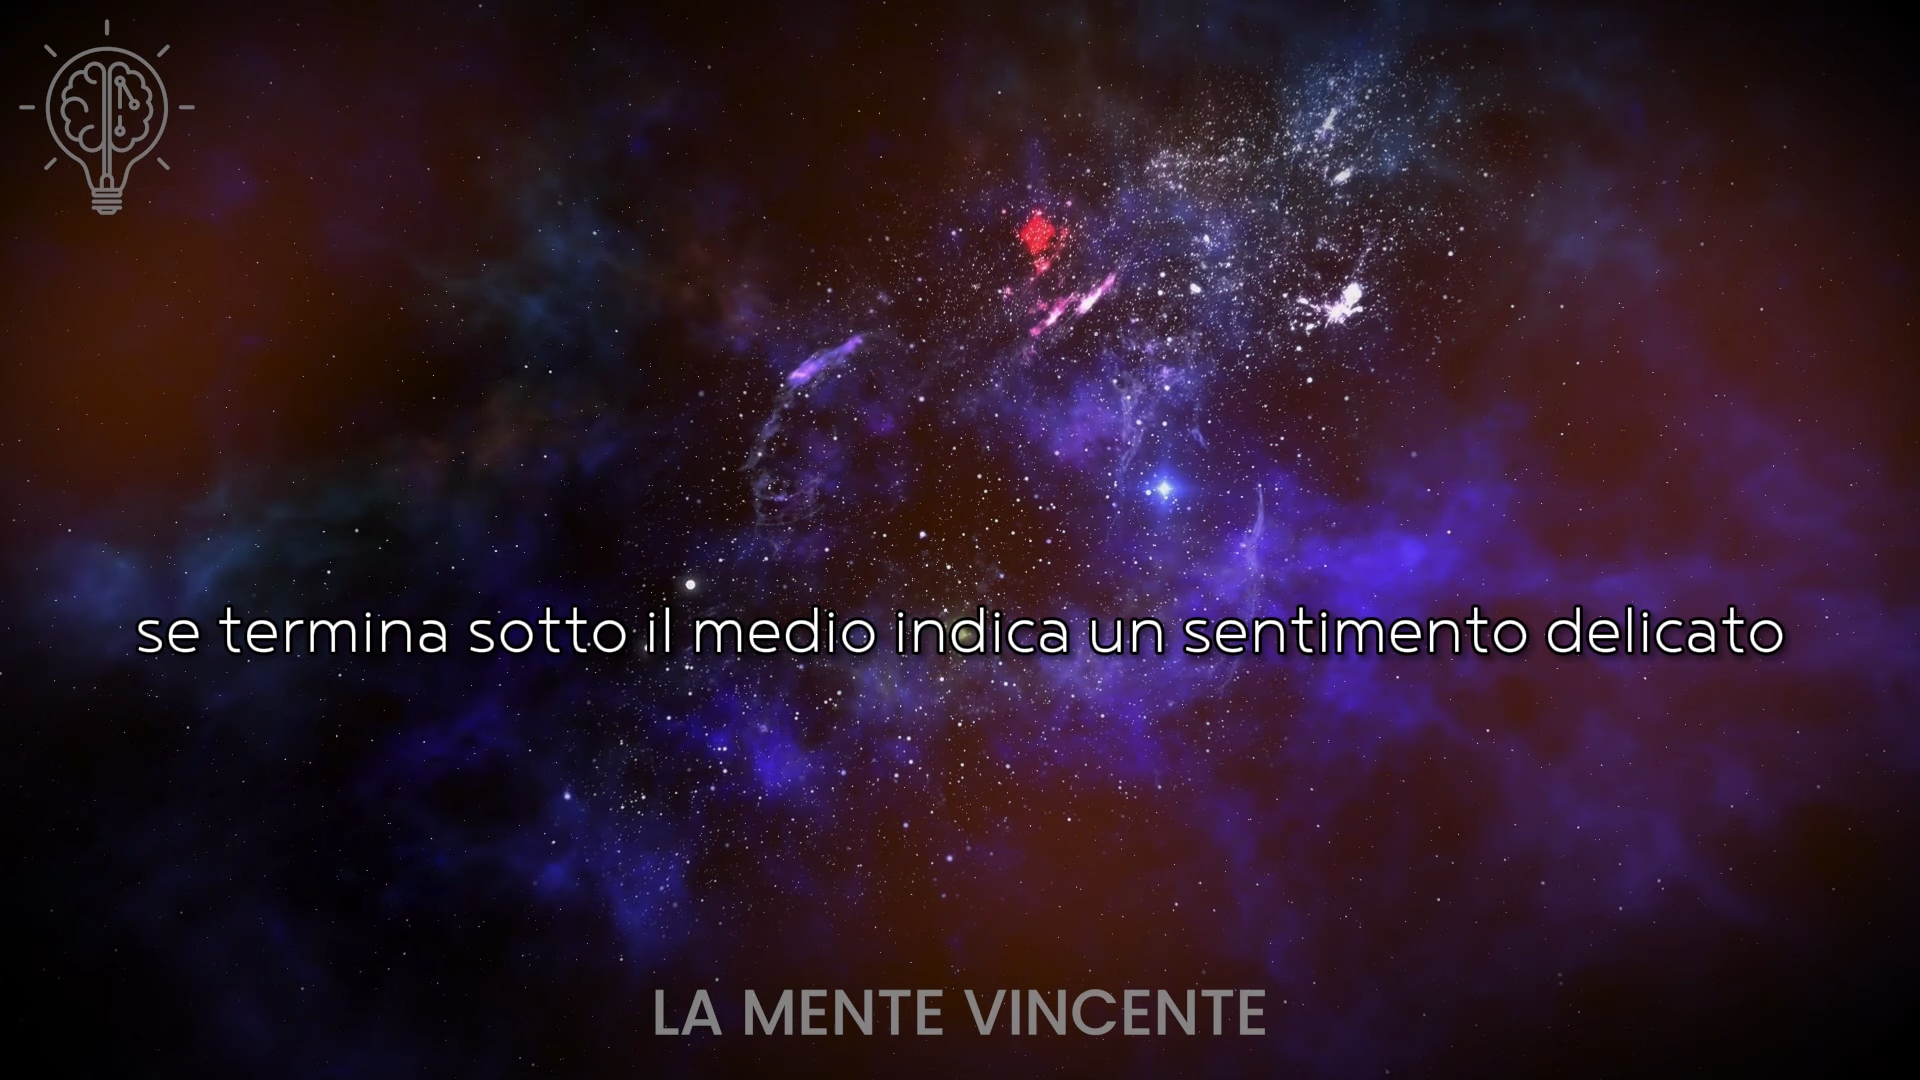 se termina sotto il medio indica un sentimento delicato
LA MENTE VINCENTE